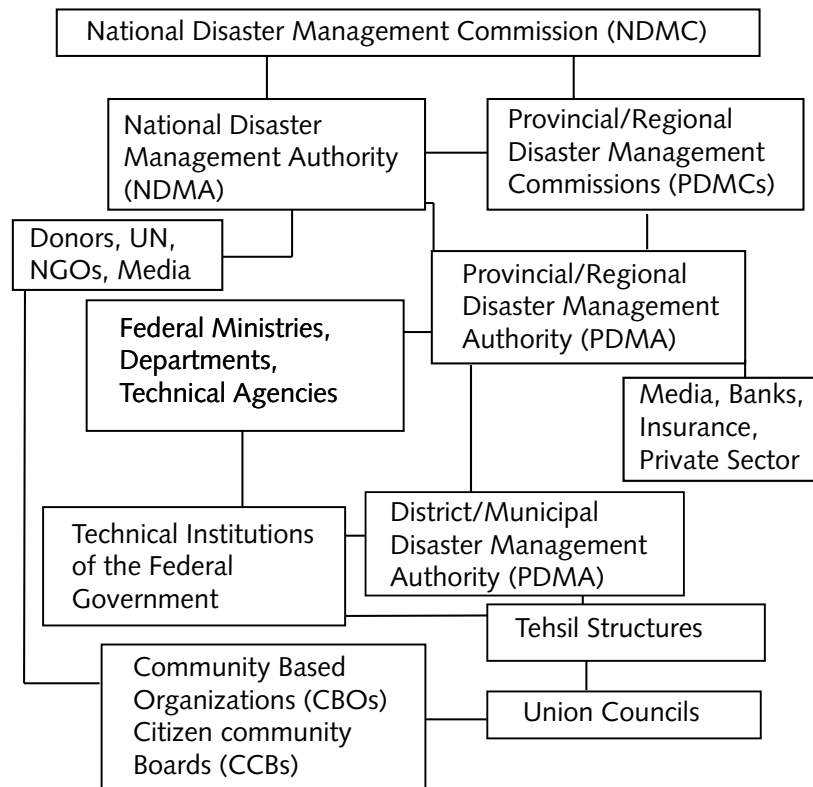 National Disaster Management Commission (NDMC)
National Disaster
Management Authority
(NDMA)
Provincial/Regional
Disaster Management
Commissions (PDMCs)
Donors, UN,
NGOs, Media
Provincial/Regional
Disaster Management
Authority (PDMA)
Federal Ministries,
Departments,
Technical Agencies
Media, Banks,
Insurance,
Private Sector
Technical Institutions
of the Federal
Government
District/Municipal
Disaster Management
Authority (PDMA)
Tehsil Structures
Community Based
Organizations (CBOs)
Citizen community
Boards (CCBs)
Union Councils